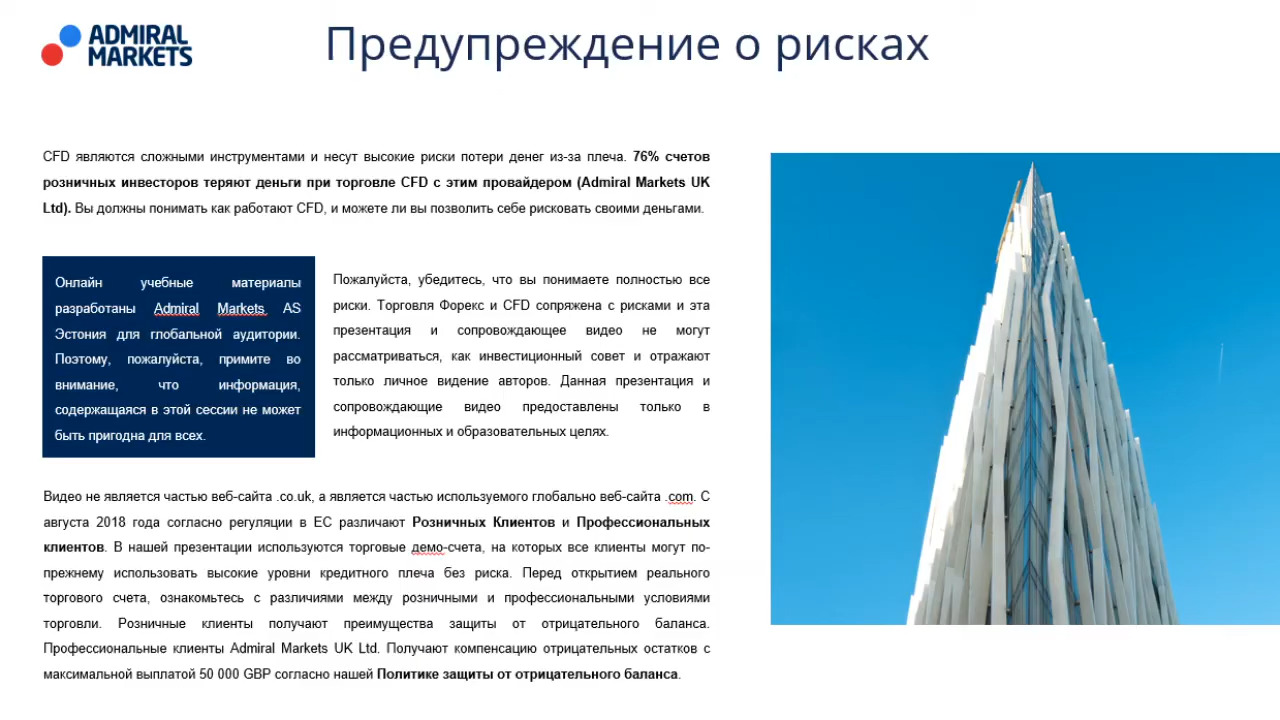 ADMIRAL
MARKETS
Предупреждение о рисках
CFD являются сложными инструментами и несут высокие риски потери денег из-за плеча. 76% счетов
розничных инвесторов теряют деньги при торговле CFD с этим провайдером (Admiral Markets UK
Ltd). Вы должны понимать как работают CFD, и можете ли вы позволить себе рисковать своими деньгами.
Онлайн учебные материалы
разработаны Admiral Markets AS
Эстония для глобальной аудитории.
Поэтому, пожалуйста, примите во
внимание, что информация,
содержащаяся в этой сессии не может
быть пригодна для всех.
Пожалуйста, убедитесь, что вы понимаете полностью все
риски. Торговля Форекс и CFD сопряжена с рисками и эта
презентация и сопровождающее видео не могут
рассматриваться, как инвестиционный совет и отражают
только личное видение авторов. Данная презентация и
сопровождающие видео предоставлены только в
информационных и образовательных целях.
Видео не является частью веб-сайта .co.uk, а является частью используемого глобально веб-сайта .com. С
августа 2018 года согласно регуляции в ЕС различают Розничных Клиентов и Профессиональных
клиентов. В нашей презентации используются торговые демо-счета, на которых все клиенты могут по-
прежнему использовать высокие уровни кредитного плеча без риска. Перед открытием реального
торгового счета, ознакомьтесь с различиями между розничными и профессиональными условиями
торговли. Розничные клиенты получают преимущества защиты от отрицательного баланса.
Профессиональные клиенты Admiral Markets UK Ltd. Получают компенсацию отрицательных остатков с
максимальной выплатой 50 000 GBP согласно нашей Политике защиты от отрицательного баланса.